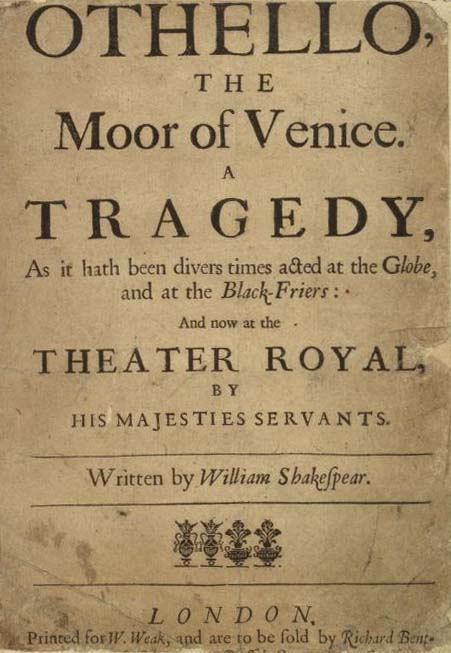 OTHELLO,
THE
Moor of Venice.
A
TRAGEDY,
As it hath been divers times acted at the Globe,
and at the Black-Friers:
And now at the
THEATER ROYAL,
BY
HIS MAJESTIES SERVANTS.
Written by William Shakeſpear.
LONDON,
Printed for W. Weak, and are to be ſold by Richard Bent-